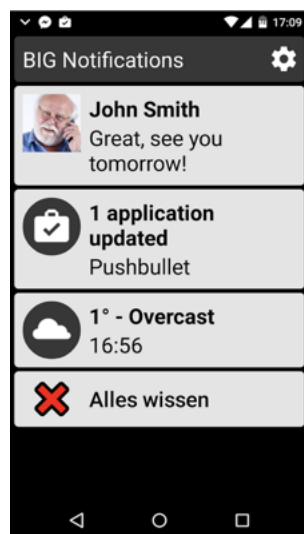 17:09
BIG Notifications
John Smith
Great, see you
tomorrow!
1 application
updated
Pushbullet
1° - Overcast
16:56
Alles wissen